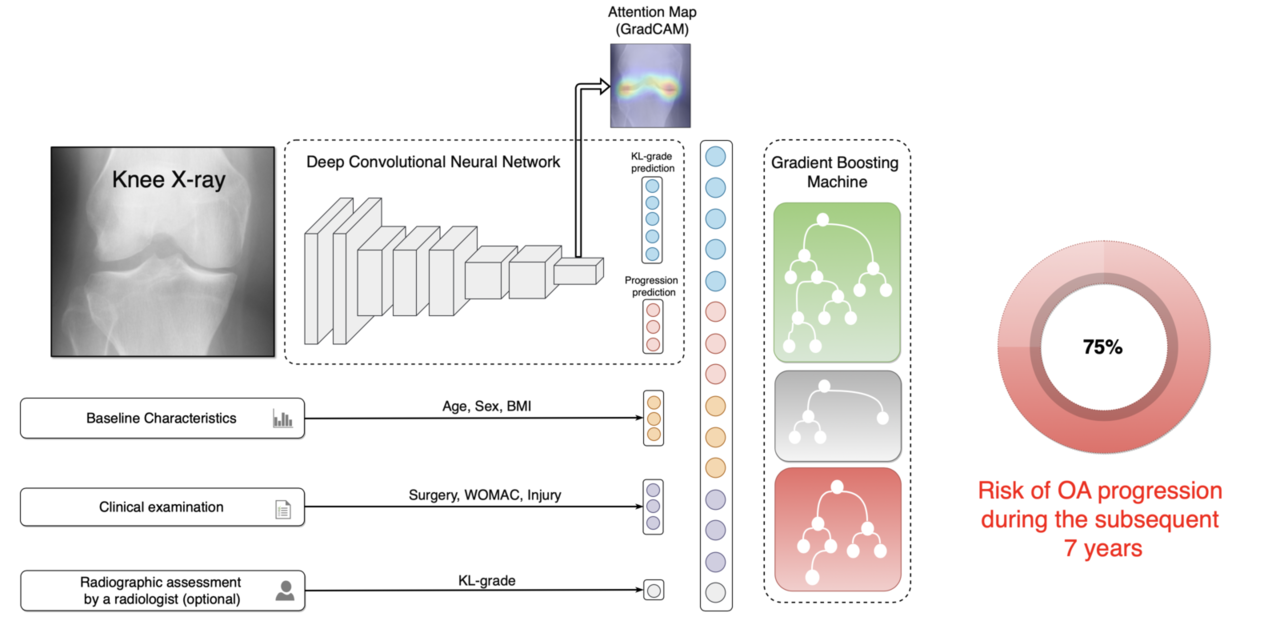 Attention Map
(GradCAM)
Knee X-ray
Deep Convolutional Neural Network
KL-grade
prediction
Progression
prediction
Gradient Boosting
Machine
75%
Baseline Characteristics
Age, Sex, BMI
Clinical examination
Surgery, WOMAC, Injury
Radiographic assessment
by a radiologist (optional)
KL-grade
Risk of OA progression
during the subsequent
7 years